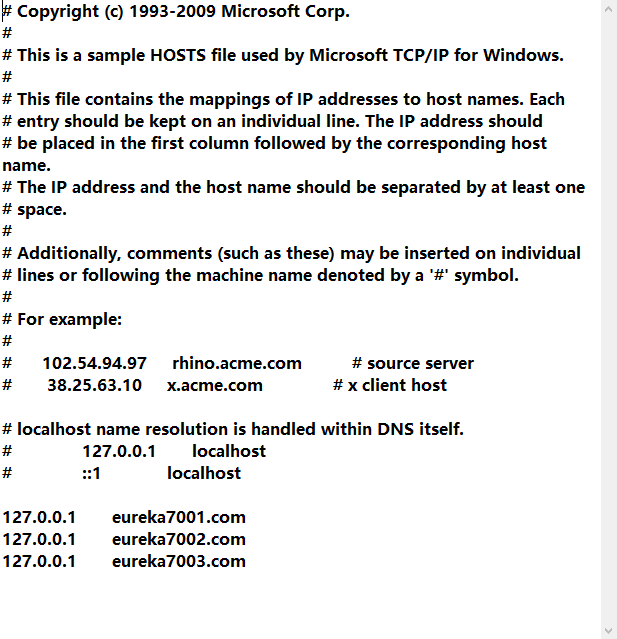 # Copyright (c) 1993-2009 Microsoft Corp.
#
# This is a sample HOSTS file used by Microsoft TCP/IP for Windows.
#
# This file contains the mappings of IP addresses to host names. Each
# entry should be kept on an individual line. The IP address should
# be placed in the first column followed by the corresponding host
name.
# The IP address and the host name should be separated by at least one
# space.
#
# Additionally, comments (such as these) may be inserted on individual
# lines or following the machine name denoted by a '#' symbol.
#
# For example:
#
#      102.54.94.97     rhino.acme.com          # source server
#       38.25.63.10     x.acme.com              # x client host

# localhost name resolution is handled within DNS itself.
#	127.0.0.1       localhost
#	::1             localhost

127.0.0.1	eureka7001.com
127.0.0.1	eureka7002.com
127.0.0.1	eureka7003.com